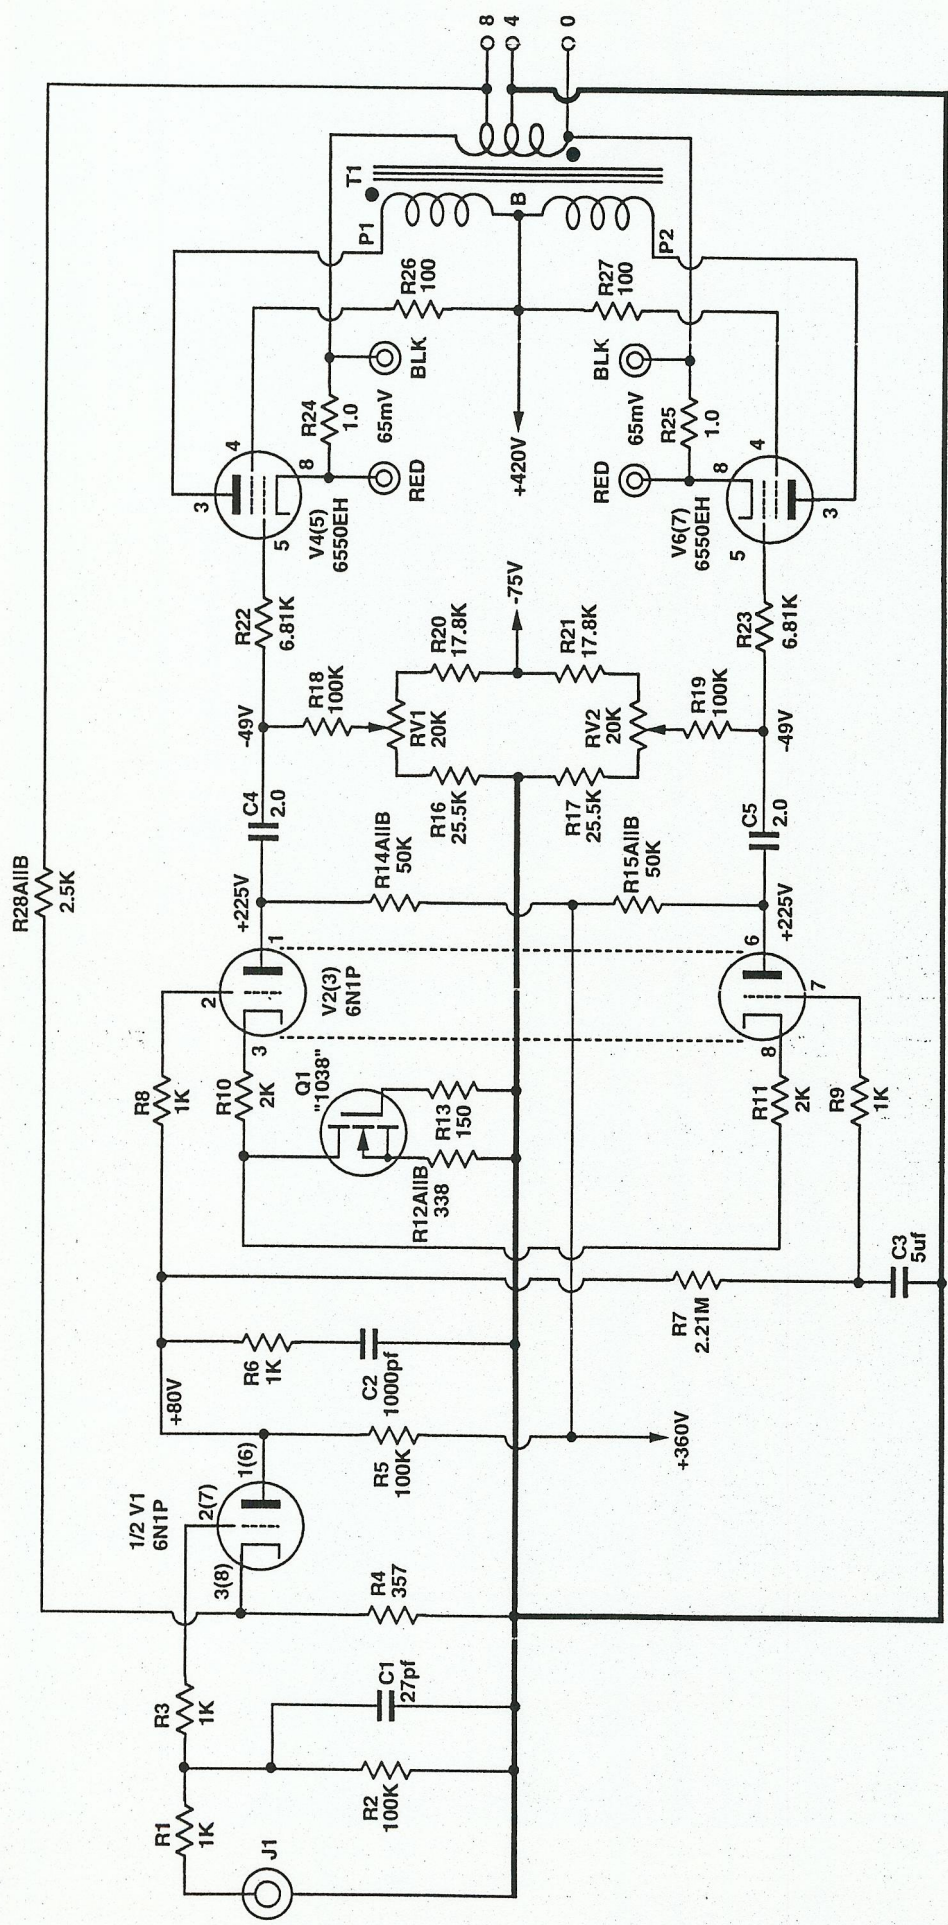 J1
R1
1K
R2
100K
R3
1K
C1
27pf
R4
357
3(8)
2(7)
1(6)
1/2 V1
6N1P
R5
100K
+80V
R6
1K
C2
1000pf
+360V
R7
2.21M
C3
5uf
R8
1K
R10
2K
Q1
"1038"
R12AIIB
338
R13
150
R11
2K
R9
1K
2
3
1
V2(3)
6N1P
8
7
6
+225V
R14AIIB
50K
R15AIIB
50K
+225V
R28AIIB
2.5K
C4
2.0
C5
2.0
R16
25.5K
R17
25.5K
-49V
R18
100K
RV1
20K
RV2
20K
R19
100K
-49V
R20
17.8K
R21
17.8K
-75V
R22
6.81K
R23
6.81K
5
3
4
8
V4(5)
6550EH
V6(7)
6550EH
5
8
4
3
RED
RED
R24
1.0
65mV
65mV
R25
1.0
+420V
BLK
BLK
R26
100
R27
100
P1
P2
B
T1
8
4
0